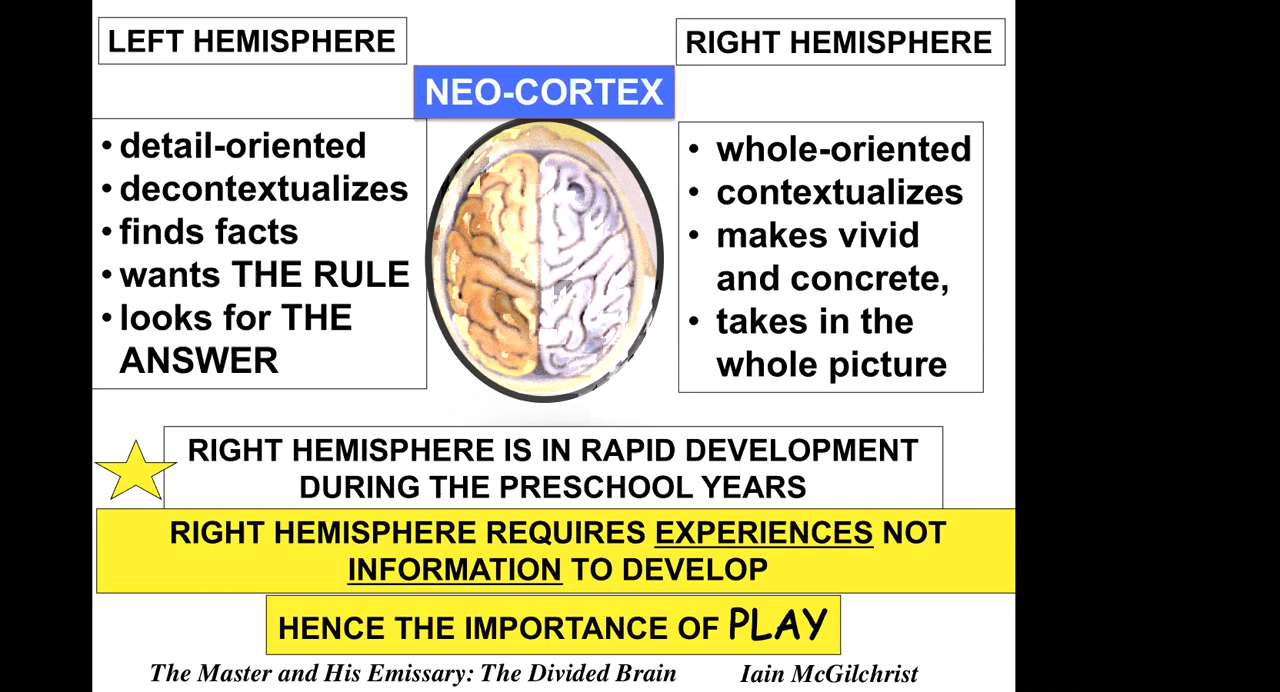 LEFT HEMISPHERE
RIGHT HEMISPHERE
NEO-CORTEX
• detail-oriented
• decontextualizes
• finds facts
• wants THE RULE
• looks for THE
ANSWER
• whole-oriented
• contextualizes
• makes vivid
and concrete,
• takes in the
whole picture
RIGHT HEMISPHERE IS IN RAPID DEVELOPMENT
DURING THE PRESCHOOL YEARS
RIGHT HEMISPHERE REQUIRES EXPERIENCES NOT
INFORMATION TO DEVELOP
HENCE THE IMPORTANCE OF PLAY
The Master and His Emissary: The Divided Brain Iain McGilchrist